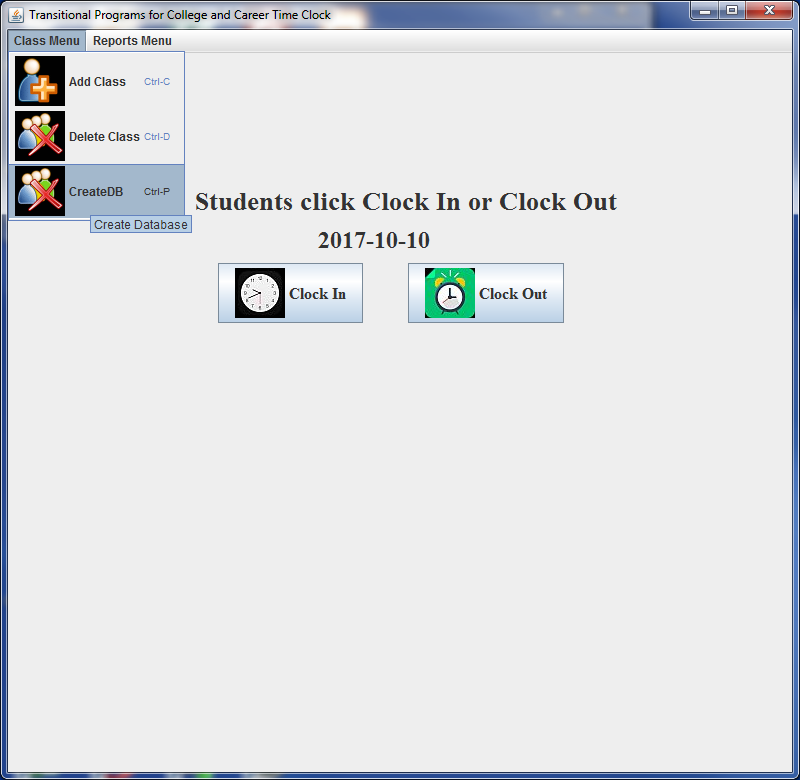 Transitional Programs for College and Career Time Clock
Class Menu Reports Menu
Add Class Ctrl-C
Delete Class Ctrl-D
CreateDB Ctrl-P
Create Database
Students click Clock In or Clock Out
2017-10-10
Clock In Clock Out